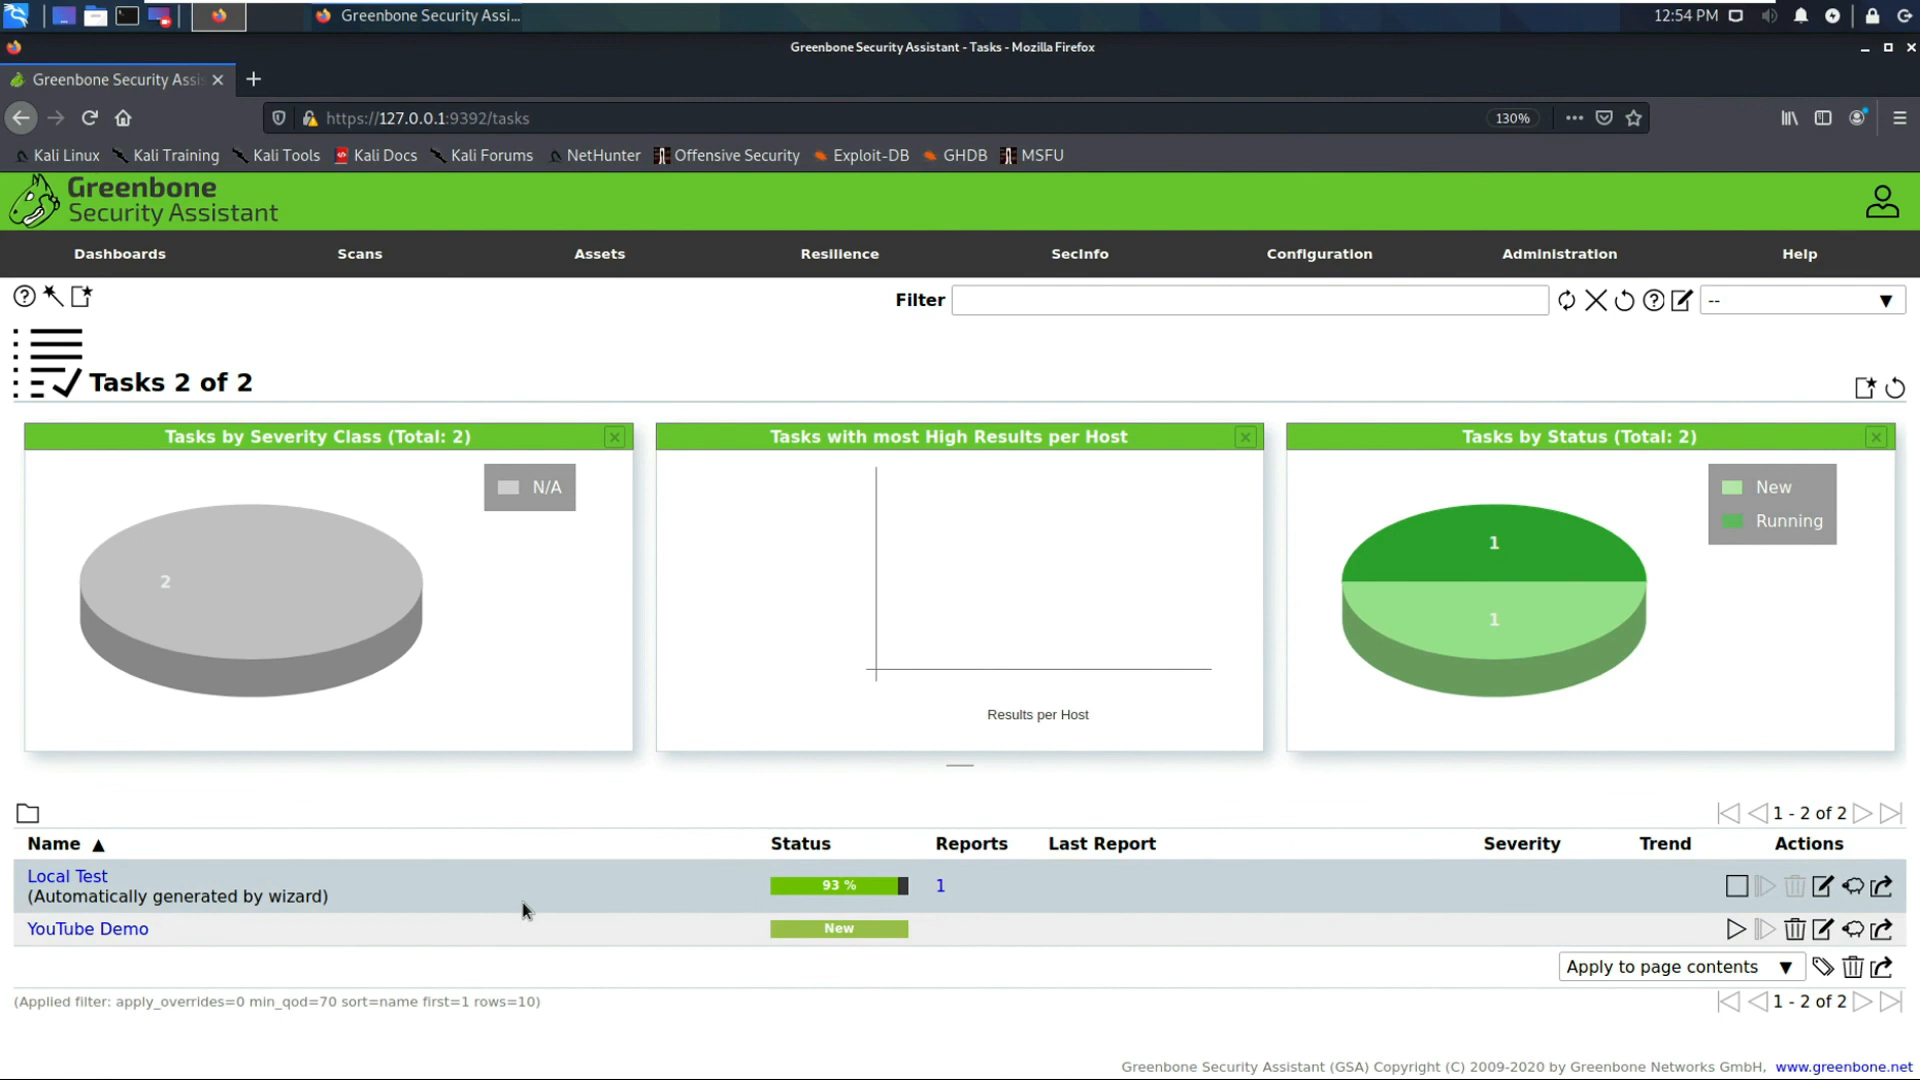 Greenbone Security Assi...
12:54 PM
Greenbone Security Assistant - Tasks - Mozilla Firefox
Greenbone Security Assis
https://127.0.0.1:9392/tasks
130%
Kali Linux
Kali Training
Kali Tools
Kali Docs
Kali Forums
NetHunter
Offensive Security
Exploit-DB
GHDB
MSFU
Greenbone
Security Assistant
Dashboards
Scans
Assets
Resilience
SecInfo
Configuration
Administration
Help
Filter
--
Tasks 2 of 2
Tasks by Severity Class (Total: 2)
Tasks with most High Results per Host
Tasks by Status (Total: 2)
N/A
2
Results per Host
New
Running
1
1
1 - 2 of 2
Name ▲ Status Reports Last Report Severity Trend Actions
Local Test
(Automatically generated by wizard)
93 %
1
YouTube Demo
New
Apply to page contents ▼
(Applied filter: apply_overrides=0 min_qod=70 sort=name first=1 rows=10)
1 - 2 of 2
Greenbone Security Assistant (GSA) Copyright (C) 2009-2020 by Greenbone Networks GmbH, www.greenbone.net